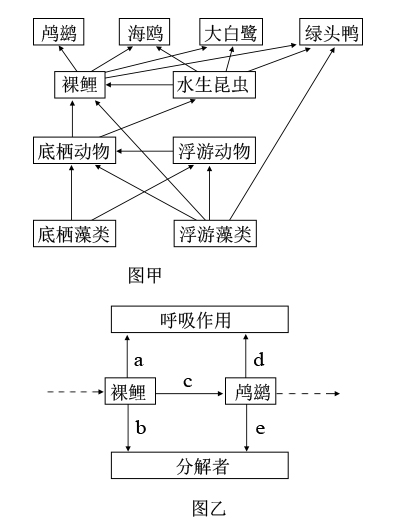 鸬鹚 海鸥 大白鹭 绿头鸭
裸鲤 水生昆虫
底栖动物 浮游动物
底栖藻类 浮游藻类
图甲
呼吸作用
a d
裸鲤 c 鸬鹚
b e
分解者
图乙